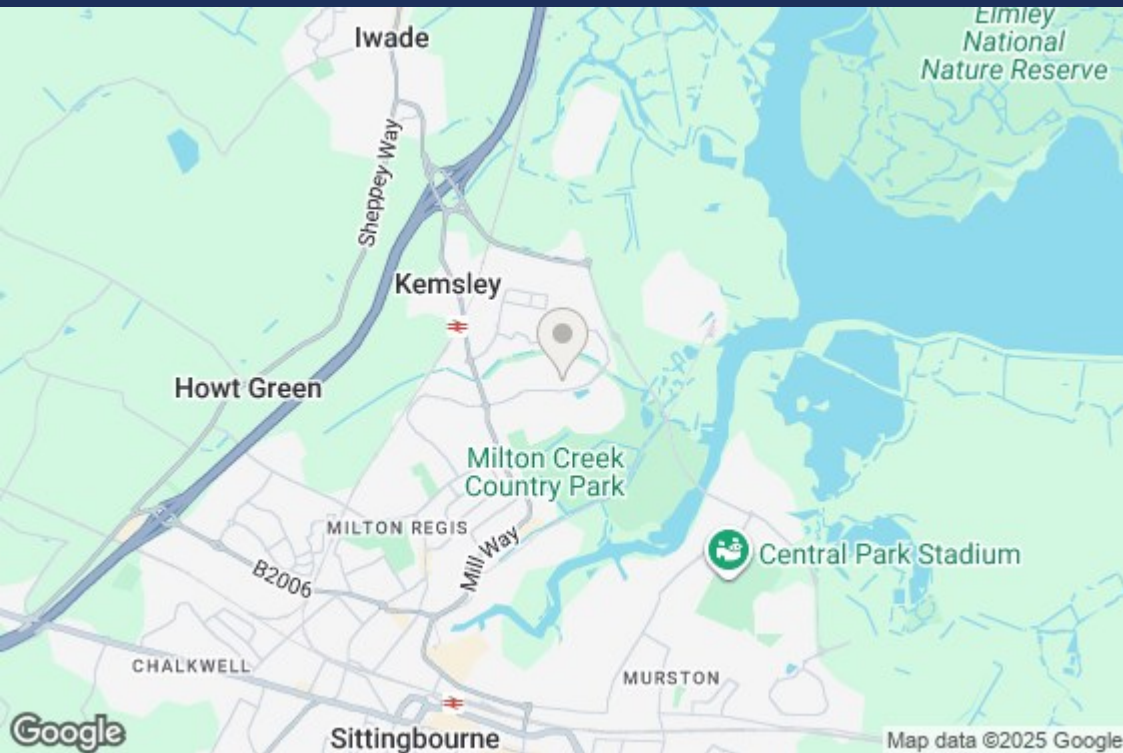 Iwade
Elmley
National
Nature Reserve
Sheppey Way
Kemsley
Howt Green
Milton Creek
Country Park
MILTON REGIS
Mill Way
Central Park Stadium
B2006
CHALKWELL
MURSTON
Sittingbourne
Google
Map data ©2025 Google